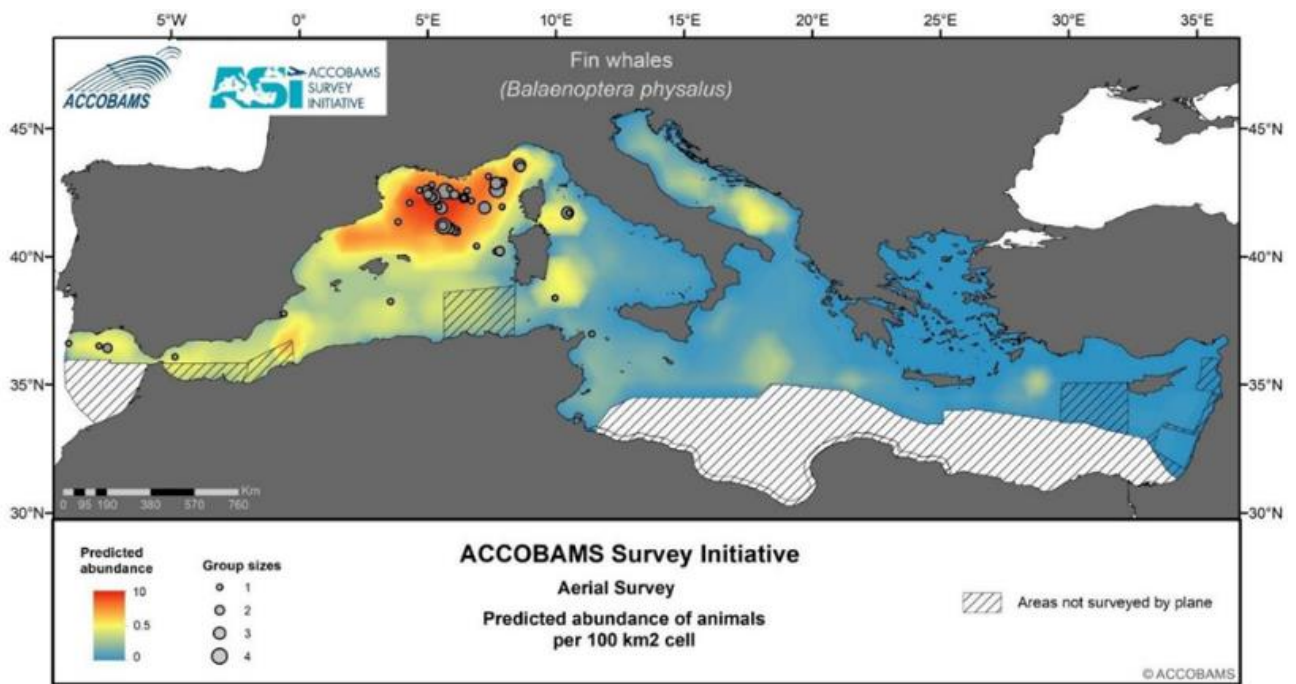 5°W 0° 5°E 10°E 15°E 20°E 25°E 30°E 35°E
ACCOBAMS
ASI ACCOBAMS
SURVEY
INITIATIVE
Fin whales
(Balaenoptera physalus)
45°N 45°N
40°N 40°N
35°N 35°N
30°N 30°N
Km
0 95 190 380 570 760
Predicted
abundance
10
0.5
0
Group sizes
1
2
3
4
ACCOBAMS Survey Initiative
Aerial Survey
Predicted abundance of animals
per 100 km2 cell
Areas not surveyed by plane
© ACCOBAMS